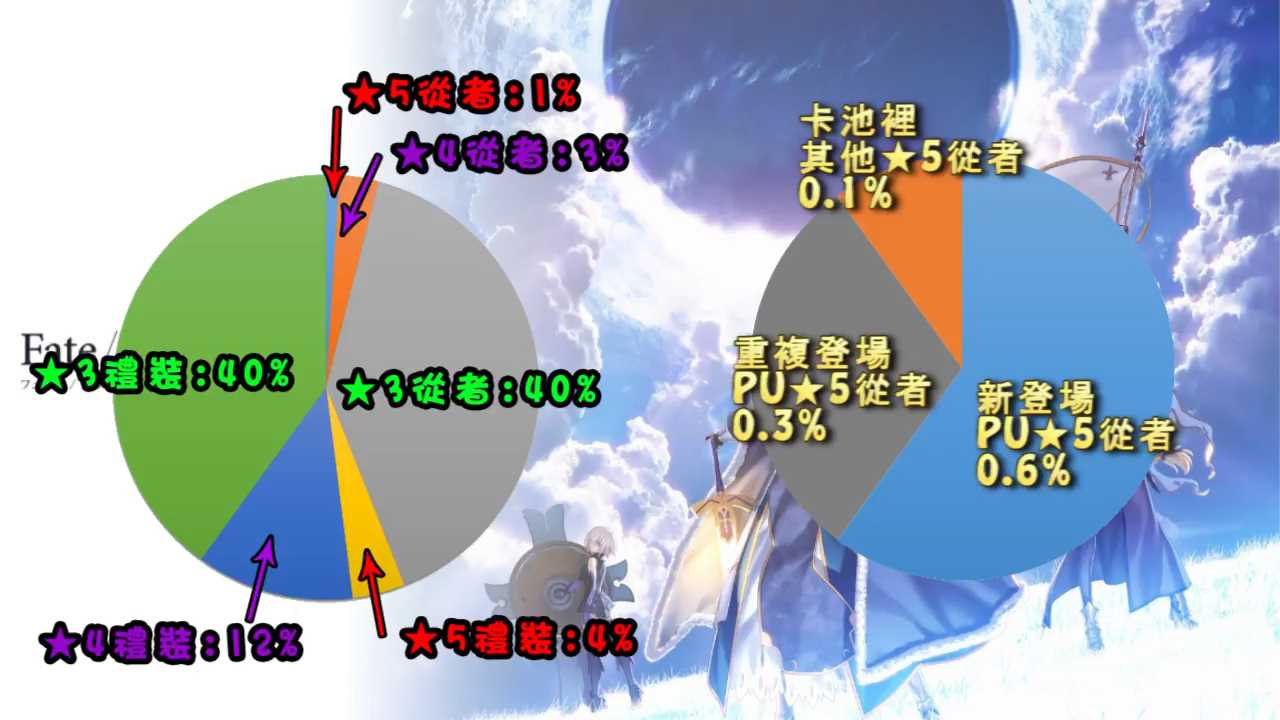 ★5從者:1%
★4從者:3%
Fate/
★3禮裝:40%
★3從者:40%
★4禮裝:12%
★5禮裝:4%
卡池裡
其他★5從者
0.1%
重複登場
PU★5從者
0.3%
新登場
PU★5從者
0.6%